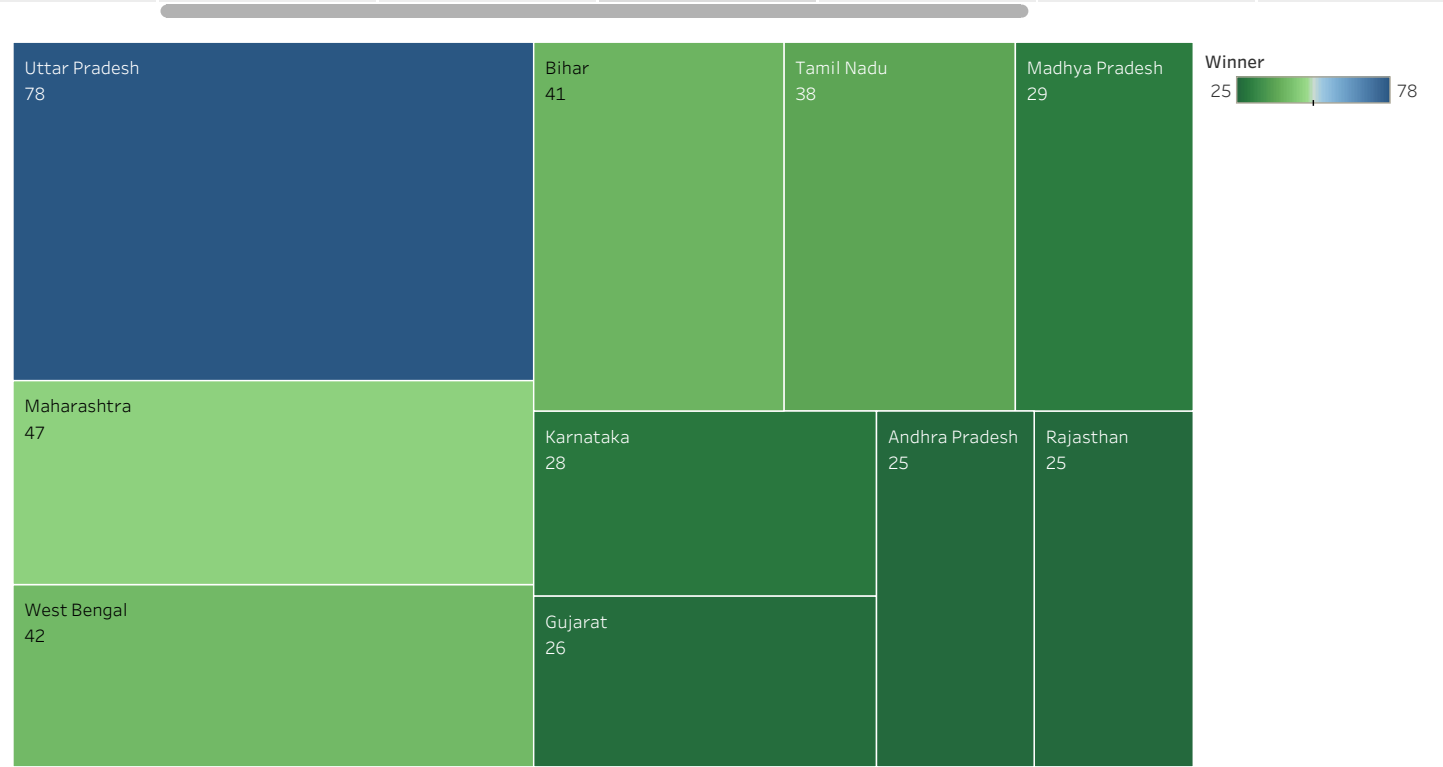 Uttar Pradesh
78
Maharashtra
47
West Bengal
42
Bihar
41
Tamil Nadu
38
Madhya Pradesh
29
Karnataka
28
Gujarat
26
Andhra Pradesh
25
Rajasthan
25
Winner
25 78